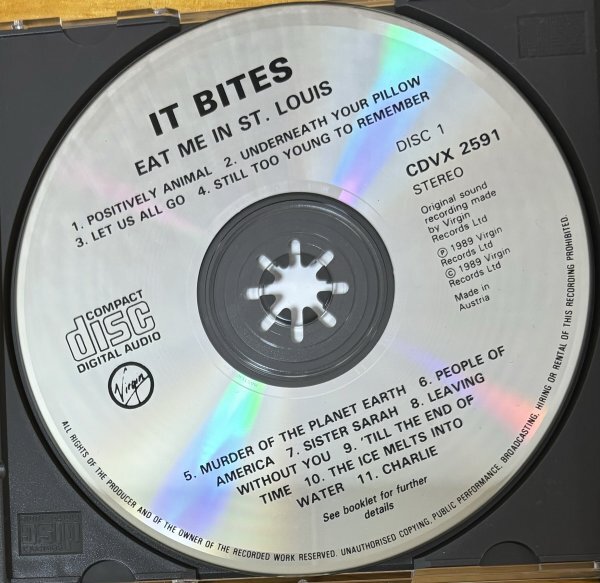 IT BITES
EAT ME IN ST. LOUIS
1. POSITIVELY ANIMAL 2. UNDERNEATH YOUR PILLOW
3. LET US ALL GO 4. STILL TOO YOUNG TO REMEMBER
DISC 1
CDVX 2591
STEREO
Original sound
recording made
by Virgin
Records Ltd
℗ 1989 Virgin
Records Ltd
© 1989 Virgin
Records Ltd
Made in
Austria
COMPACT
disc
DIGITAL AUDIO
Virgin
5. MURDER OF THE PLANET EARTH 6. PEOPLE OF
AMERICA 7. SISTER SARAH 8. LEAVING
WITHOUT YOU 9. 'TILL THE END OF
TIME 10. THE ICE MELTS INTO
WATER 11. CHARLIE
See booklet for further
details
ALL RIGHTS OF THE PRODUCER AND OF THE OWNER OF THE RECORDED WORK RESERVED. UNAUTHORISED COPYING, PUBLIC PERFORMANCE, BROADCASTING, HIRING OR RENTAL OF THIS RECORDING PROHIBITED.